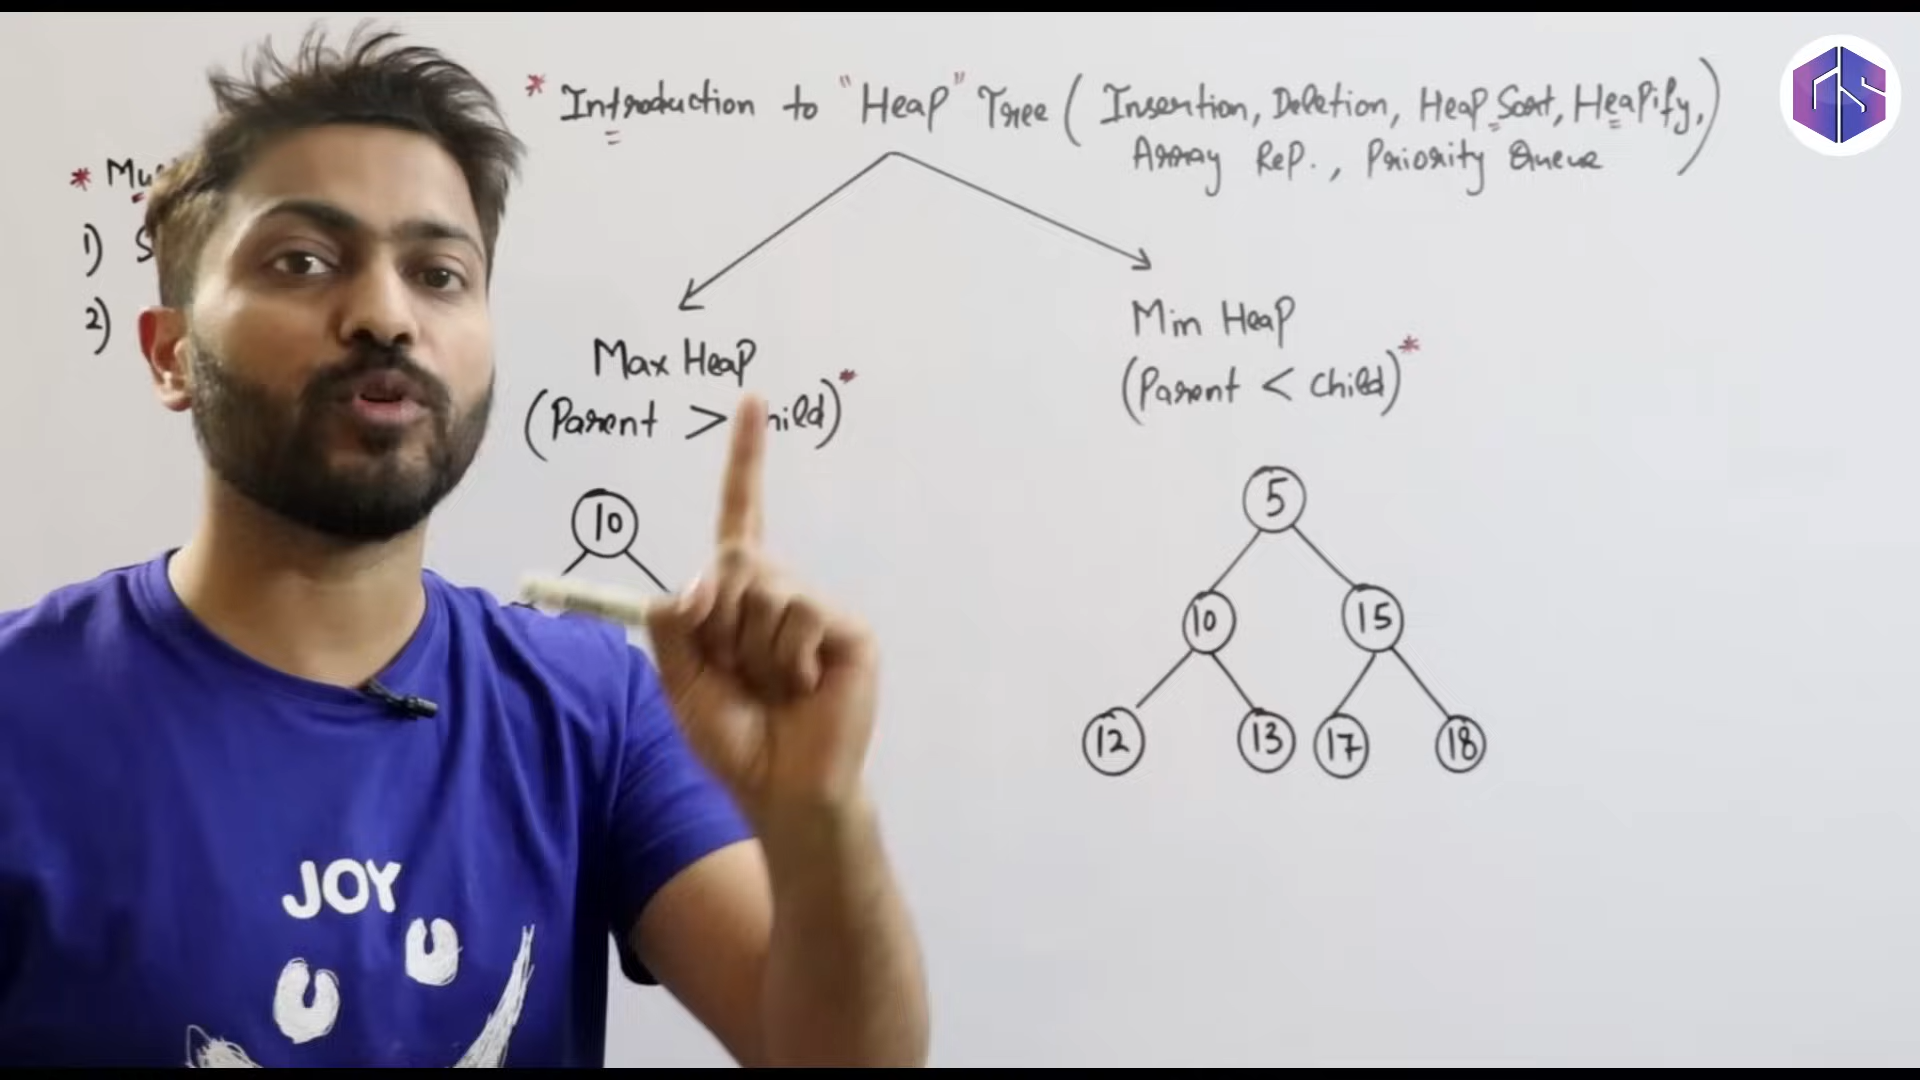 * Introduction to "Heap" Tree ( Insertion, Deletion, Heap Sort, Heapify,
Array Rep., Priority Queue )
*
1) S
2)
Max Heap
(Parent > hild)*
Min Heap
(Parent < child)*
10
5
10 15
12 13 17 18
JOY
GS